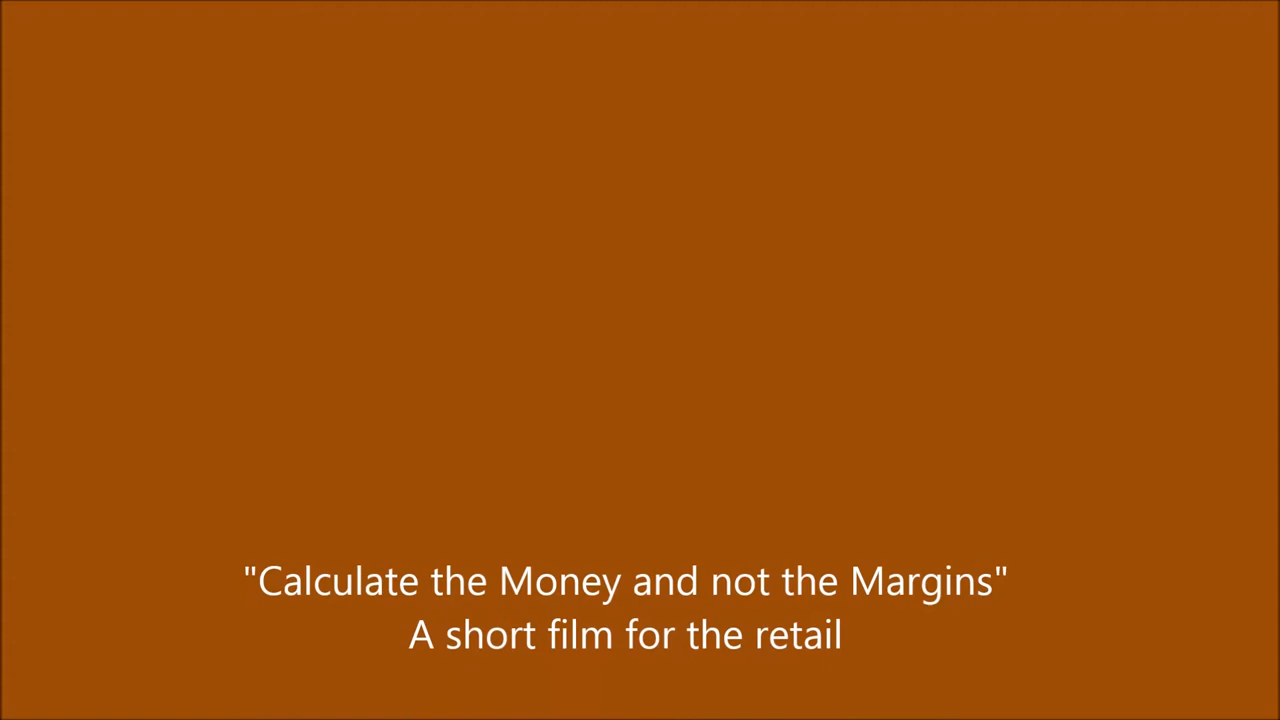 "Calculate the Money and not the Margins"
A short film for the retail